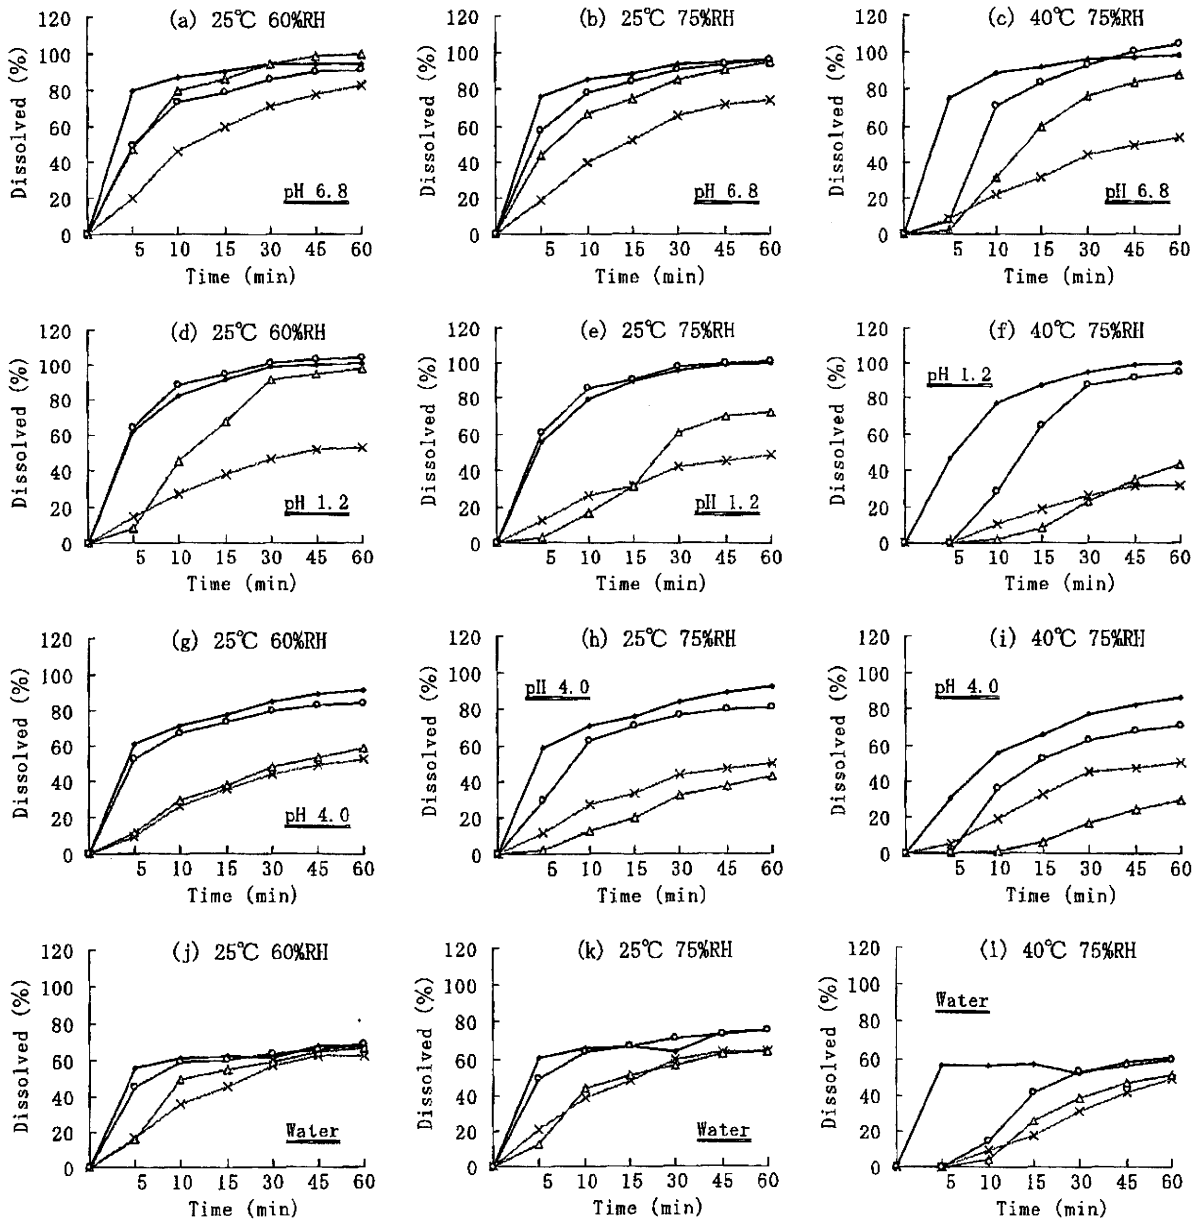 (a) 25℃ 60%RH
Dissolved (%)
120
100
80
60
40
20
0
pH 6.8
5 10 15 30 45 60
Time (min)
(b) 25℃ 75%RH
Dissolved (%)
120
100
80
60
40
20
0
pH 6.8
5 10 15 30 45 60
Time (min)
(c) 40℃ 75%RH
Dissolved (%)
120
100
80
60
40
20
0
pH 6.8
5 10 15 30 45 60
Time (min)
(d) 25℃ 60%RH
Dissolved (%)
120
100
80
60
40
20
0
pH 1.2
5 10 15 30 45 60
Time (min)
(e) 25℃ 75%RH
Dissolved (%)
120
100
80
60
40
20
0
pH 1.2
5 10 15 30 45 60
Time (min)
(f) 40℃ 75%RH
Dissolved (%)
120
100
80
60
40
20
0
pH 1.2
5 10 15 30 45 60
Time (min)
(g) 25℃ 60%RH
Dissolved (%)
120
100
80
60
40
20
0
pH 4.0
5 10 15 30 45 60
Time (min)
(h) 25℃ 75%RH
Dissolved (%)
120
100
80
60
40
20
0
pH 4.0
5 10 15 30 45 60
Time (min)
(i) 40℃ 75%RH
Dissolved (%)
120
100
80
60
40
20
0
pH 4.0
5 10 15 30 45 60
Time (min)
(j) 25℃ 60%RH
Dissolved (%)
120
100
80
60
40
20
0
Water
5 10 15 30 45 60
Time (min)
(k) 25℃ 75%RH
Dissolved (%)
120
100
80
60
40
20
0
Water
5 10 15 30 45 60
Time (min)
(l) 40℃ 75%RH
Dissolved (%)
120
100
80
60
40
20
0
Water
5 10 15 30 45 60
Time (min)